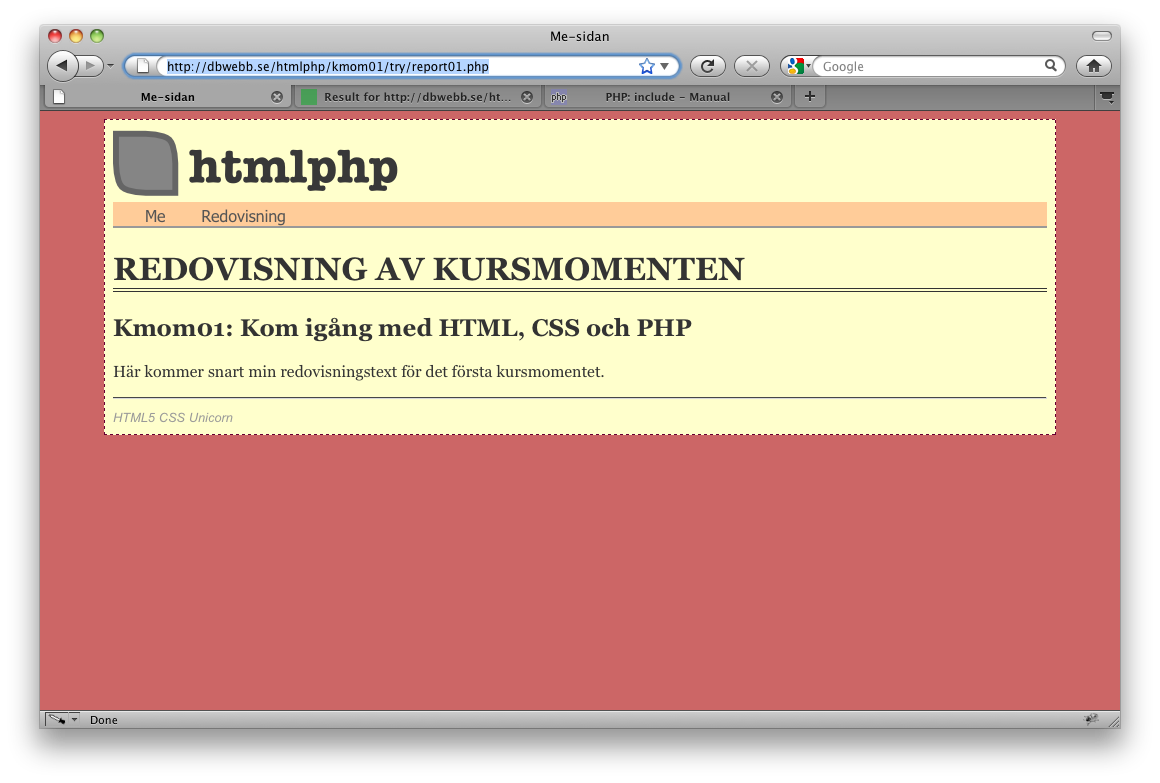 Me-sidan
http://dbwebb.se/htmlphp/kmom01/try/report01.php
Google
Me-sidan
Result for http://dbwebb.se/ht...
php
PHP: include - Manual
htmlphp
Me Redovisning
REDOVISNING AV KURSMOMENTEN
Kmom01: Kom igång med HTML, CSS och PHP
Här kommer snart min redovisningstext för det första kursmomentet.
HTML5 CSS Unicorn
Done